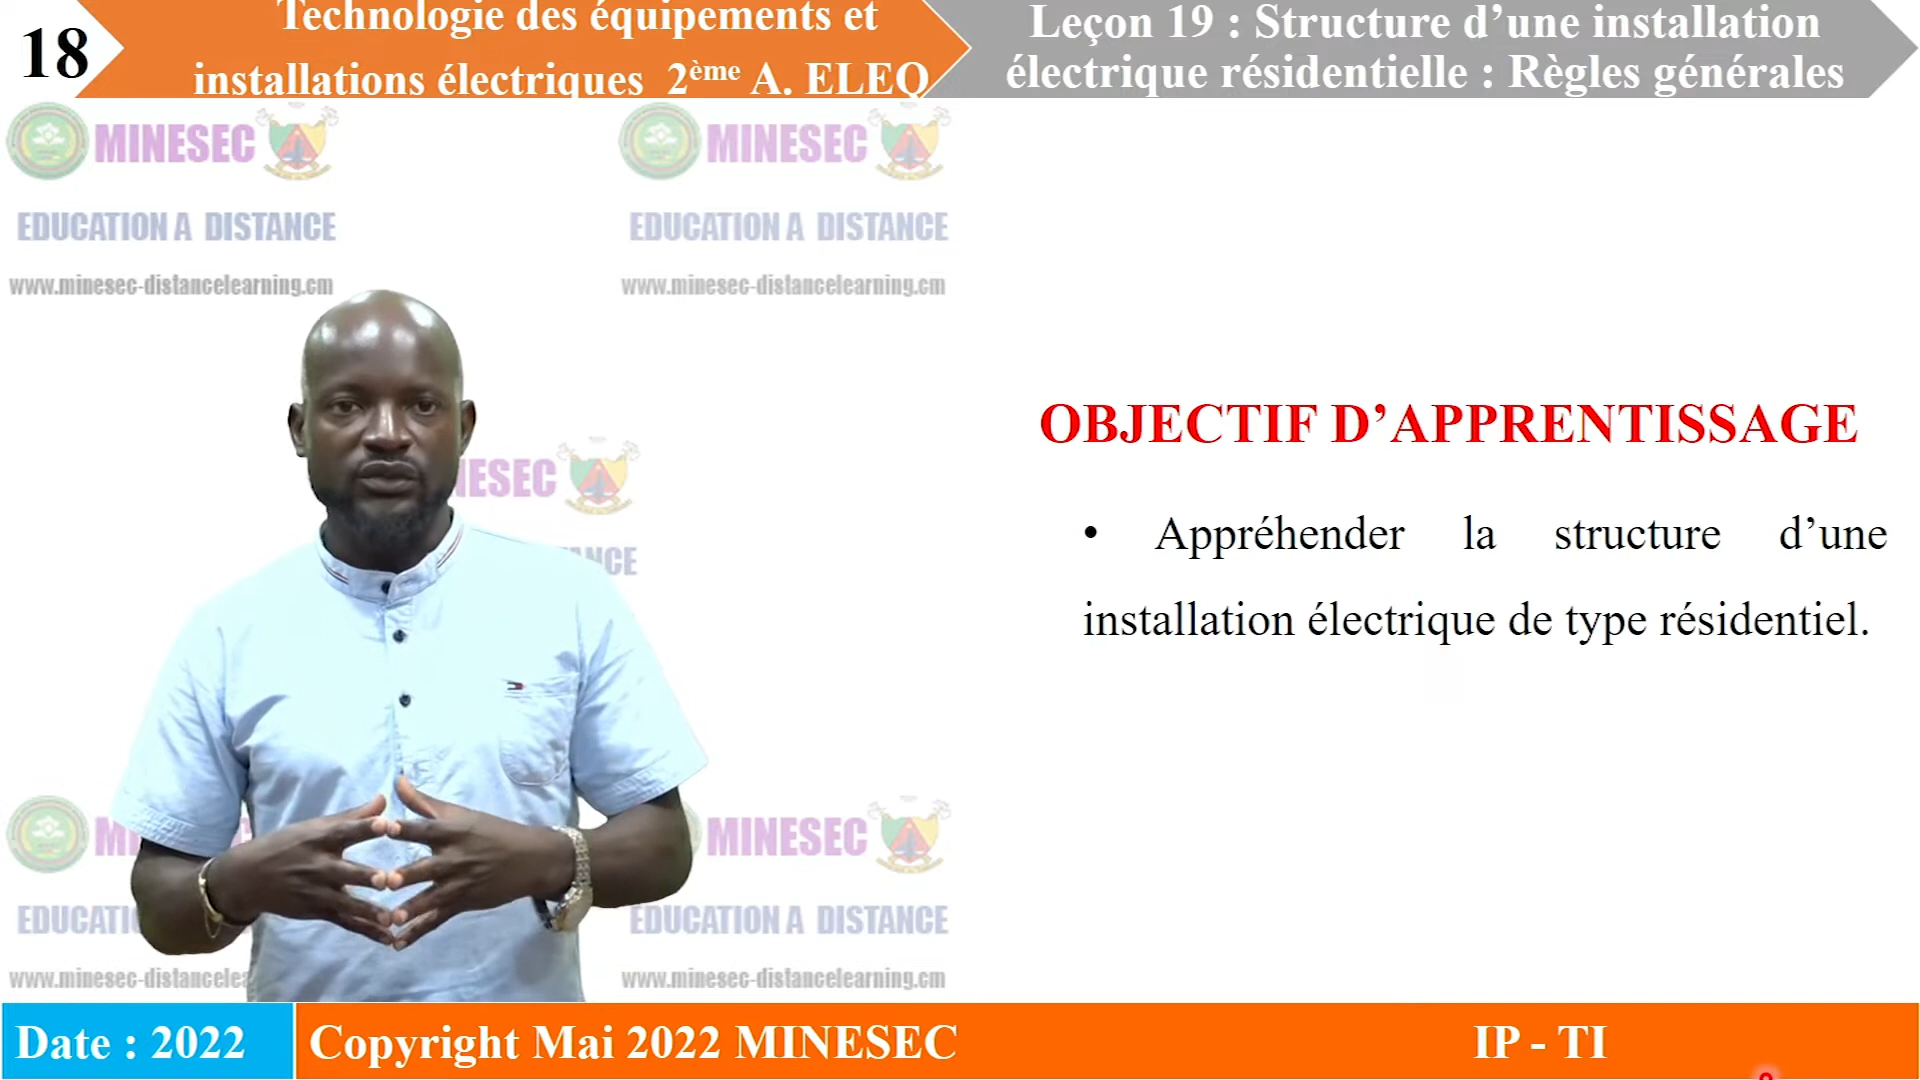 18
Technologie des équipements et
installations électriques 2ème A. ELEQ
Leçon 19 : Structure d’une installation
électrique résidentielle : Règles générales
MINESEC
MINESEC
EDUCATION A DISTANCE
EDUCATION A DISTANCE
www.minesec-distancelearning.cm
www.minesec-distancelearning.cm
OBJECTIF D’APPRENTISSAGE
• Appréhender la structure d’une
installation électrique de type résidentiel.
MINESEC
EDUCATION A DISTANCE
www.minesec-distancelearning.cm
Date : 2022
Copyright Mai 2022 MINESEC
IP - TI